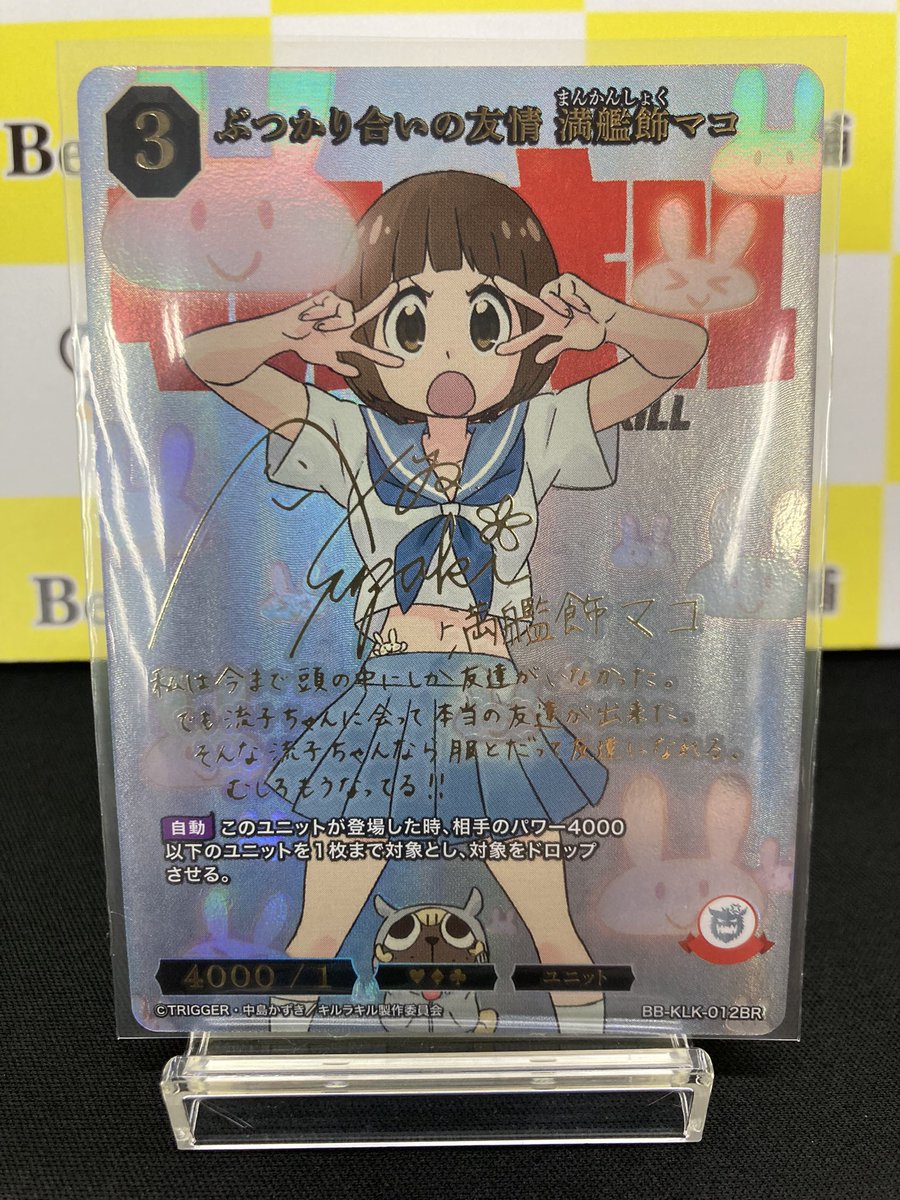 3
まんかんしょく
ぶつかり合いの友情 満艦飾マコ
満艦飾マコ
私は今まで頭の中にしか友達がいなかった。
でも流子ちゃんに会って本当の友達が出来た。
そんな流子ちゃんなら服とだって友達になれる。
むしろもうなってる!!
自動 このユニットが登場した時、相手のパワー4000
以下のユニットを1枚まで対象とし、対象をドロップ
させる。
4000 / 1
♥♦♣
ユニット
©TRIGGER・中島かずき/キルラキル製作委員会
BB-KLK-012BR